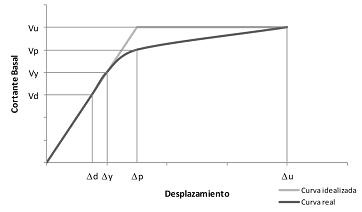 Vu
Vp
Vy
Vd
Cortante Basal
Δd Δy Δp Δu
Desplazamiento
Curva idealizada
Curva real